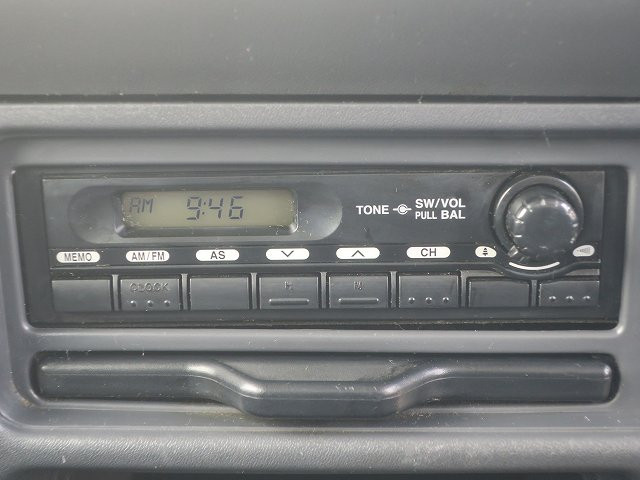 AM 9:46
TONE SW/VOL
PULL BAL
MEMO AM/FM AS CH
CLOCK H M